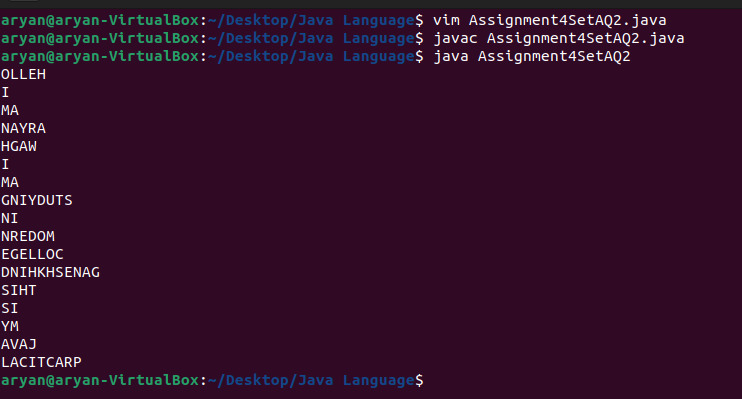 aryan@aryan-VirtualBox:~/Desktop/Java Language$ vim Assignment4SetAQ2.java
aryan@aryan-VirtualBox:~/Desktop/Java Language$ javac Assignment4SetAQ2.java
aryan@aryan-VirtualBox:~/Desktop/Java Language$ java Assignment4SetAQ2
OLLEH
I
MA
NAYRA
HGAW
I
MA
GNIYDUTS
NI
NREDOM
EGELLOC
DNIHKHSENAG
SIHT
SI
YM
AVAJ
LACITCARP
aryan@aryan-VirtualBox:~/Desktop/Java Language$